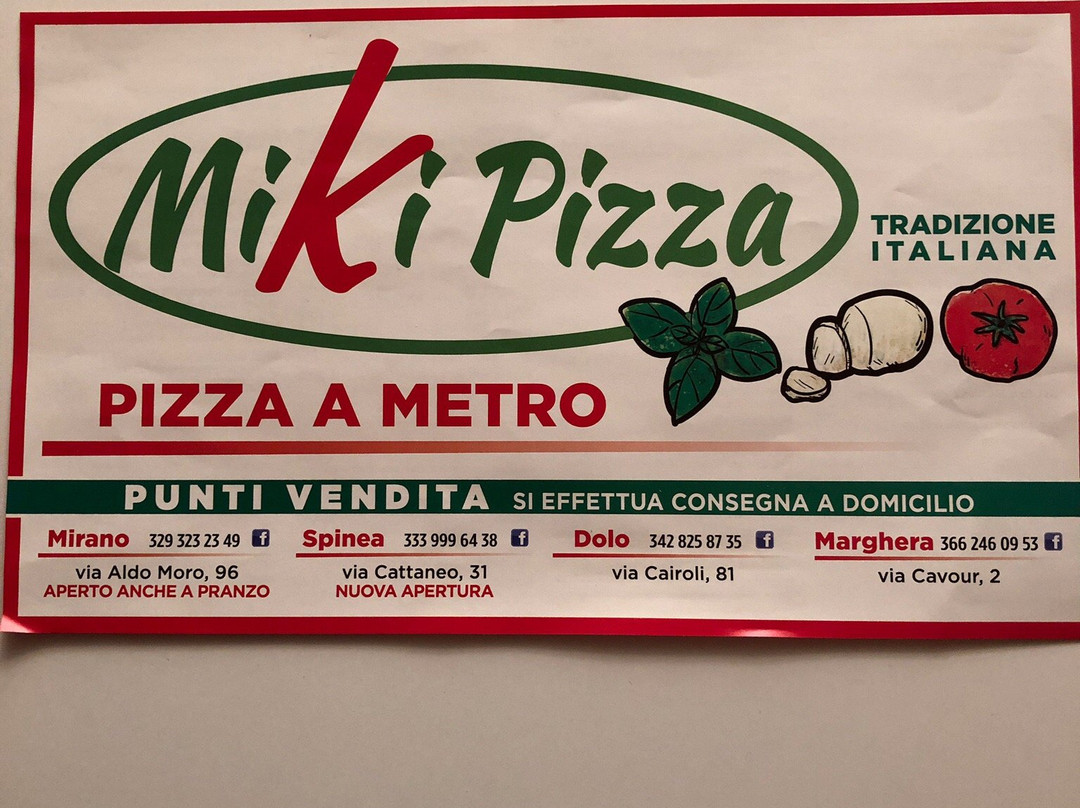 Miki Pizza
TRADIZIONE
ITALIANA
PIZZA A METRO
PUNTI VENDITA SI EFFETTUA CONSEGNA A DOMICILIO
Mirano 329 323 23 49 f
via Aldo Moro, 96
APERTO ANCHE A PRANZO
Spinea 333 999 64 38 f
via Cattaneo, 31
NUOVA APERTURA
Dolo 342 825 87 35 f
via Cairoli, 81
Marghera 366 246 09 53 f
via Cavour, 2